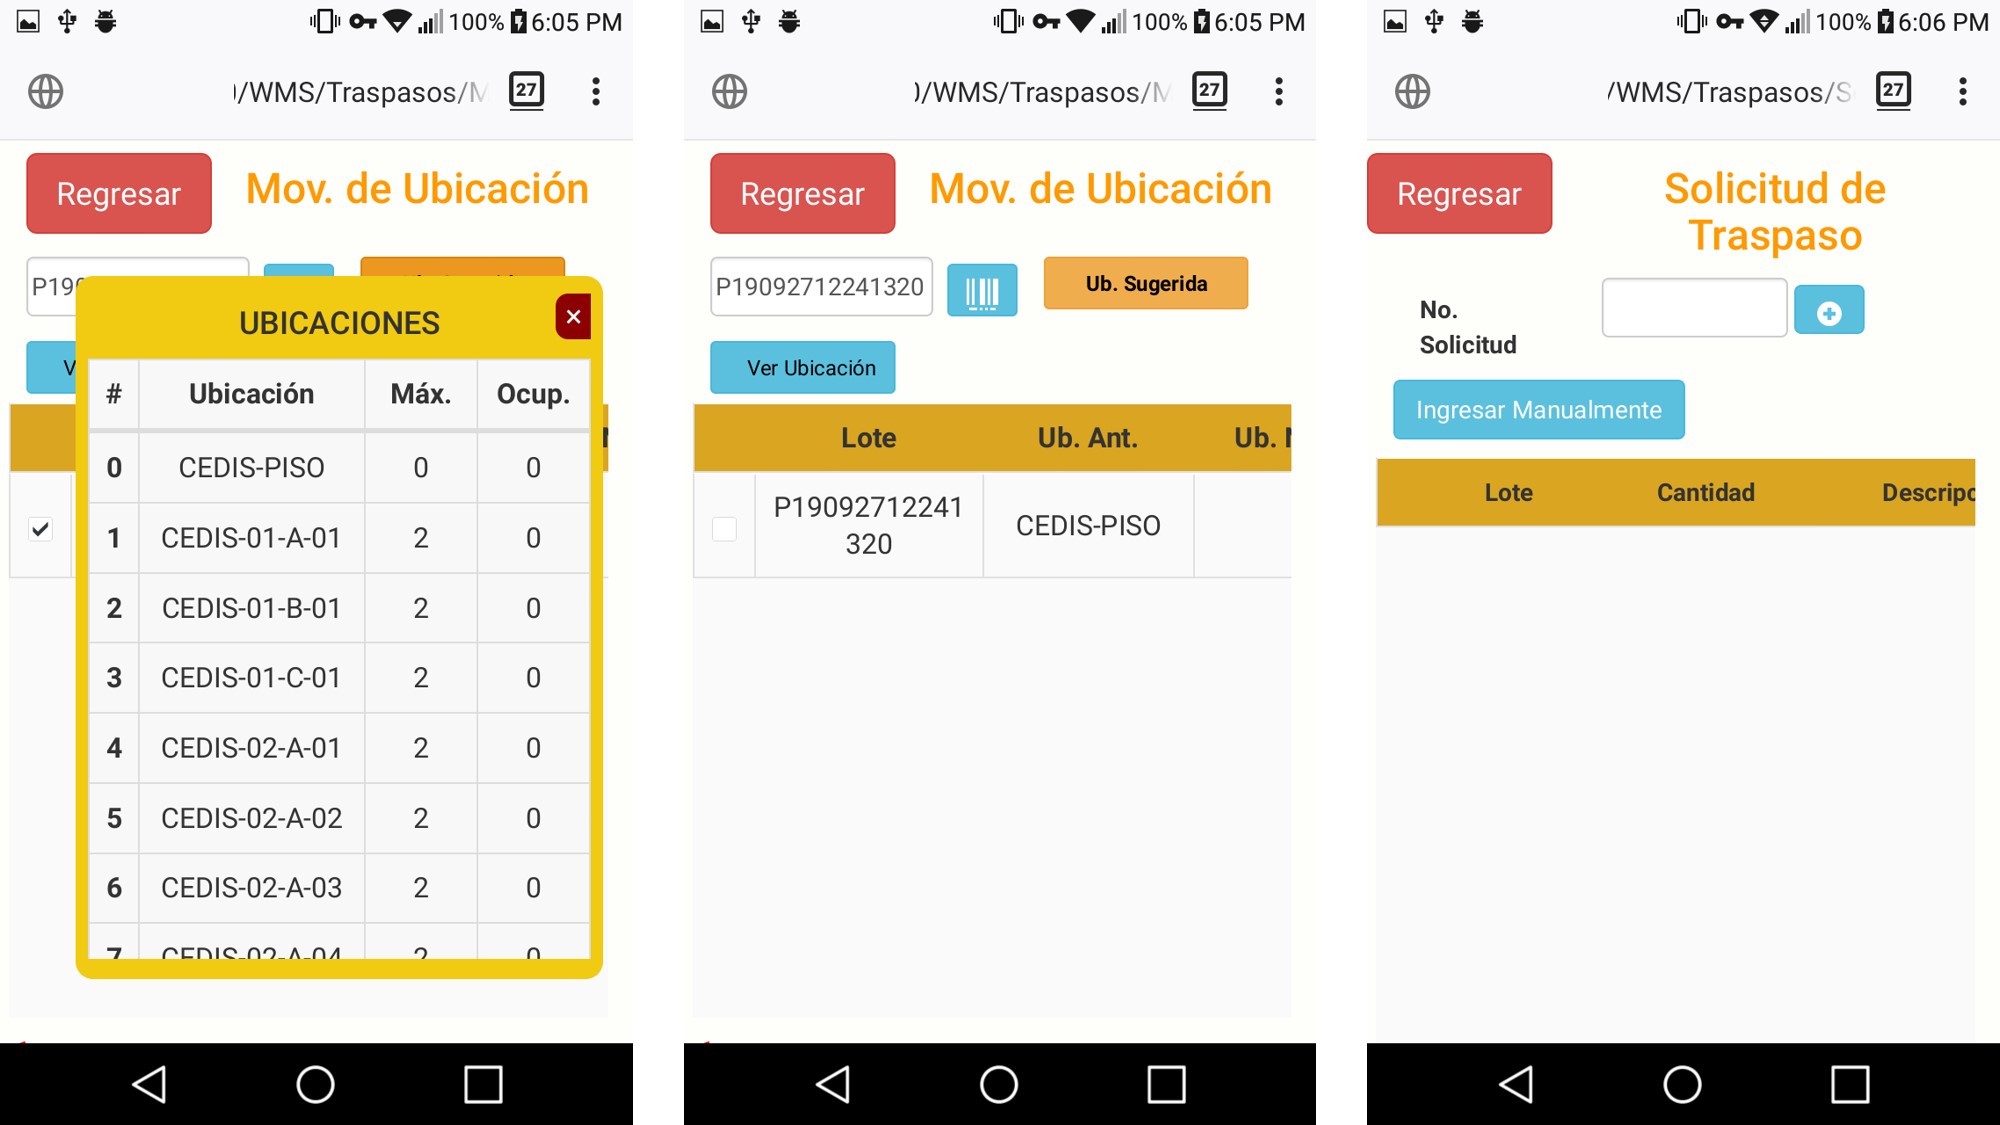 100% 6:05 PM
/WMS/Traspasos/M
27
Regresar
Mov. de Ubicación
P190
V
UBICACIONES
×
# Ubicación Máx. Ocup.
0 CEDIS-PISO 0 0
1 CEDIS-01-A-01 2 0
2 CEDIS-01-B-01 2 0
3 CEDIS-01-C-01 2 0
4 CEDIS-02-A-01 2 0
5 CEDIS-02-A-02 2 0
6 CEDIS-02-A-03 2 0
7 CEDIS-02-A-04 2 0
100% 6:05 PM
)/WMS/Traspasos/M
27
Regresar
Mov. de Ubicación
P19092712241320
Ub. Sugerida
Ver Ubicación
Lote Ub. Ant. Ub.
P19092712241
320
CEDIS-PISO
100% 6:06 PM
/WMS/Traspasos/S
27
Regresar
Solicitud de
Traspaso
No.
Solicitud
Ingresar Manualmente
Lote Cantidad Descripc